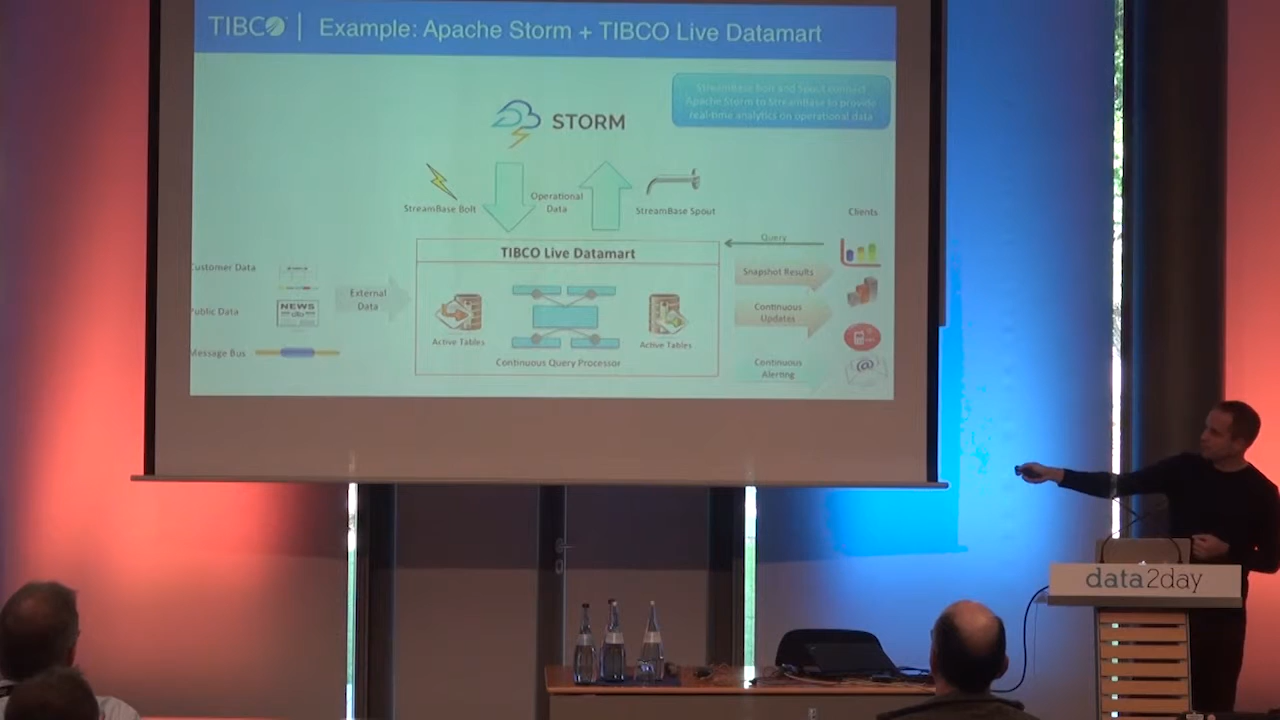 TIBCO | Example: Apache Storm + TIBCO Live Datamart
StreamBase Bolt and Spout connect
Apache Storm to StreamBase to provide
real-time analytics on operational data
STORM
StreamBase Bolt
Operational
Data
StreamBase Spout
Clients
Query
TIBCO Live Datamart
Customer Data
External
Data
Snapshot Results
NEWS
Public Data
Continuous
Updates
Active Tables
Active Tables
Message Bus
Continuous Query Processor
Continuous
Alerting
@
data2day